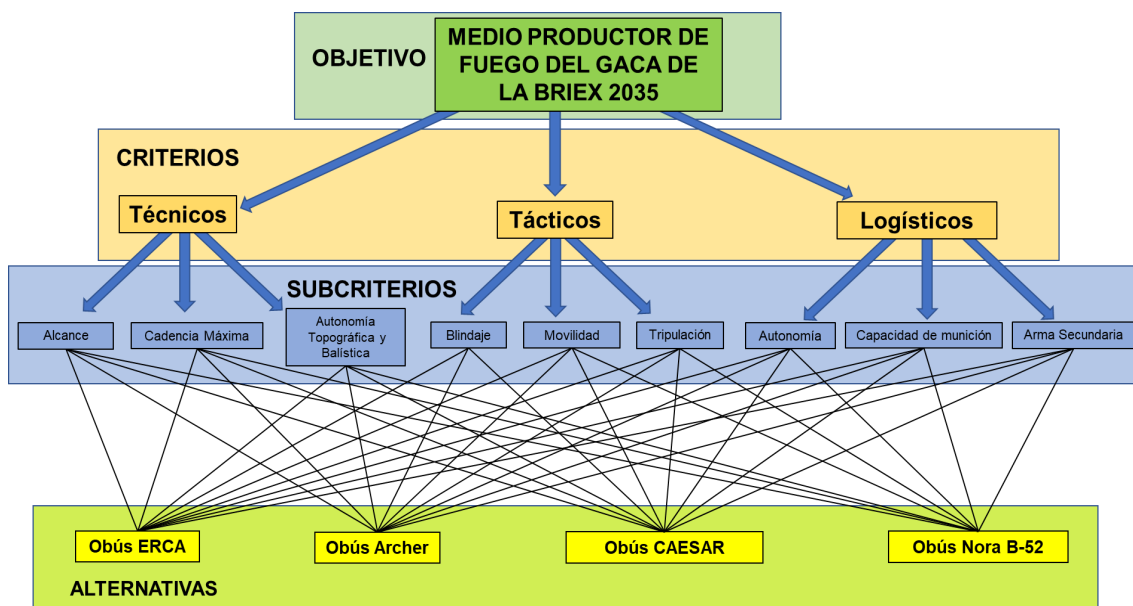 OBJETIVO
MEDIO PRODUCTOR DE
FUEGO DEL GACA DE
LA BRIEX 2035
CRITERIOS
Técnicos
Tácticos
Logísticos
SUBCRITERIOS
Alcance
Cadencia Máxima
Autonomía
Topográfica y
Balística
Blindaje
Movilidad
Tripulación
Autonomía
Capacidad de munición
Arma Secundaria
Obús ERCA
Obús Archer
Obús CAESAR
Obús Nora B-52
ALTERNATIVAS